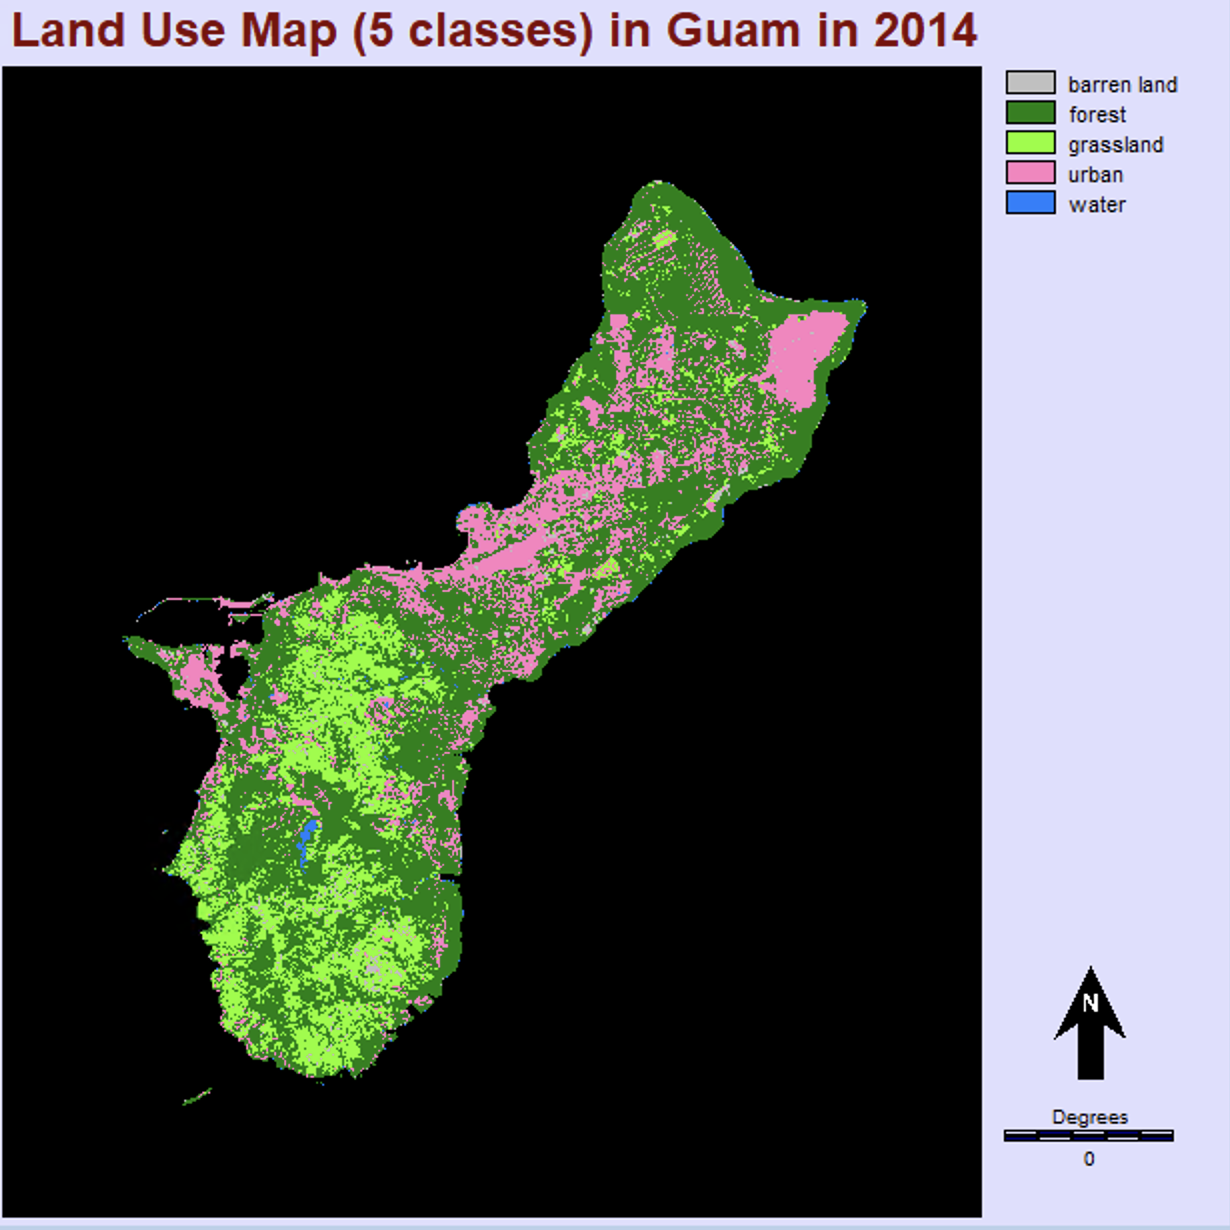 Land Use Map (5 classes) in Guam in 2014
barren land
forest
grassland
urban
water
N
Degrees
0